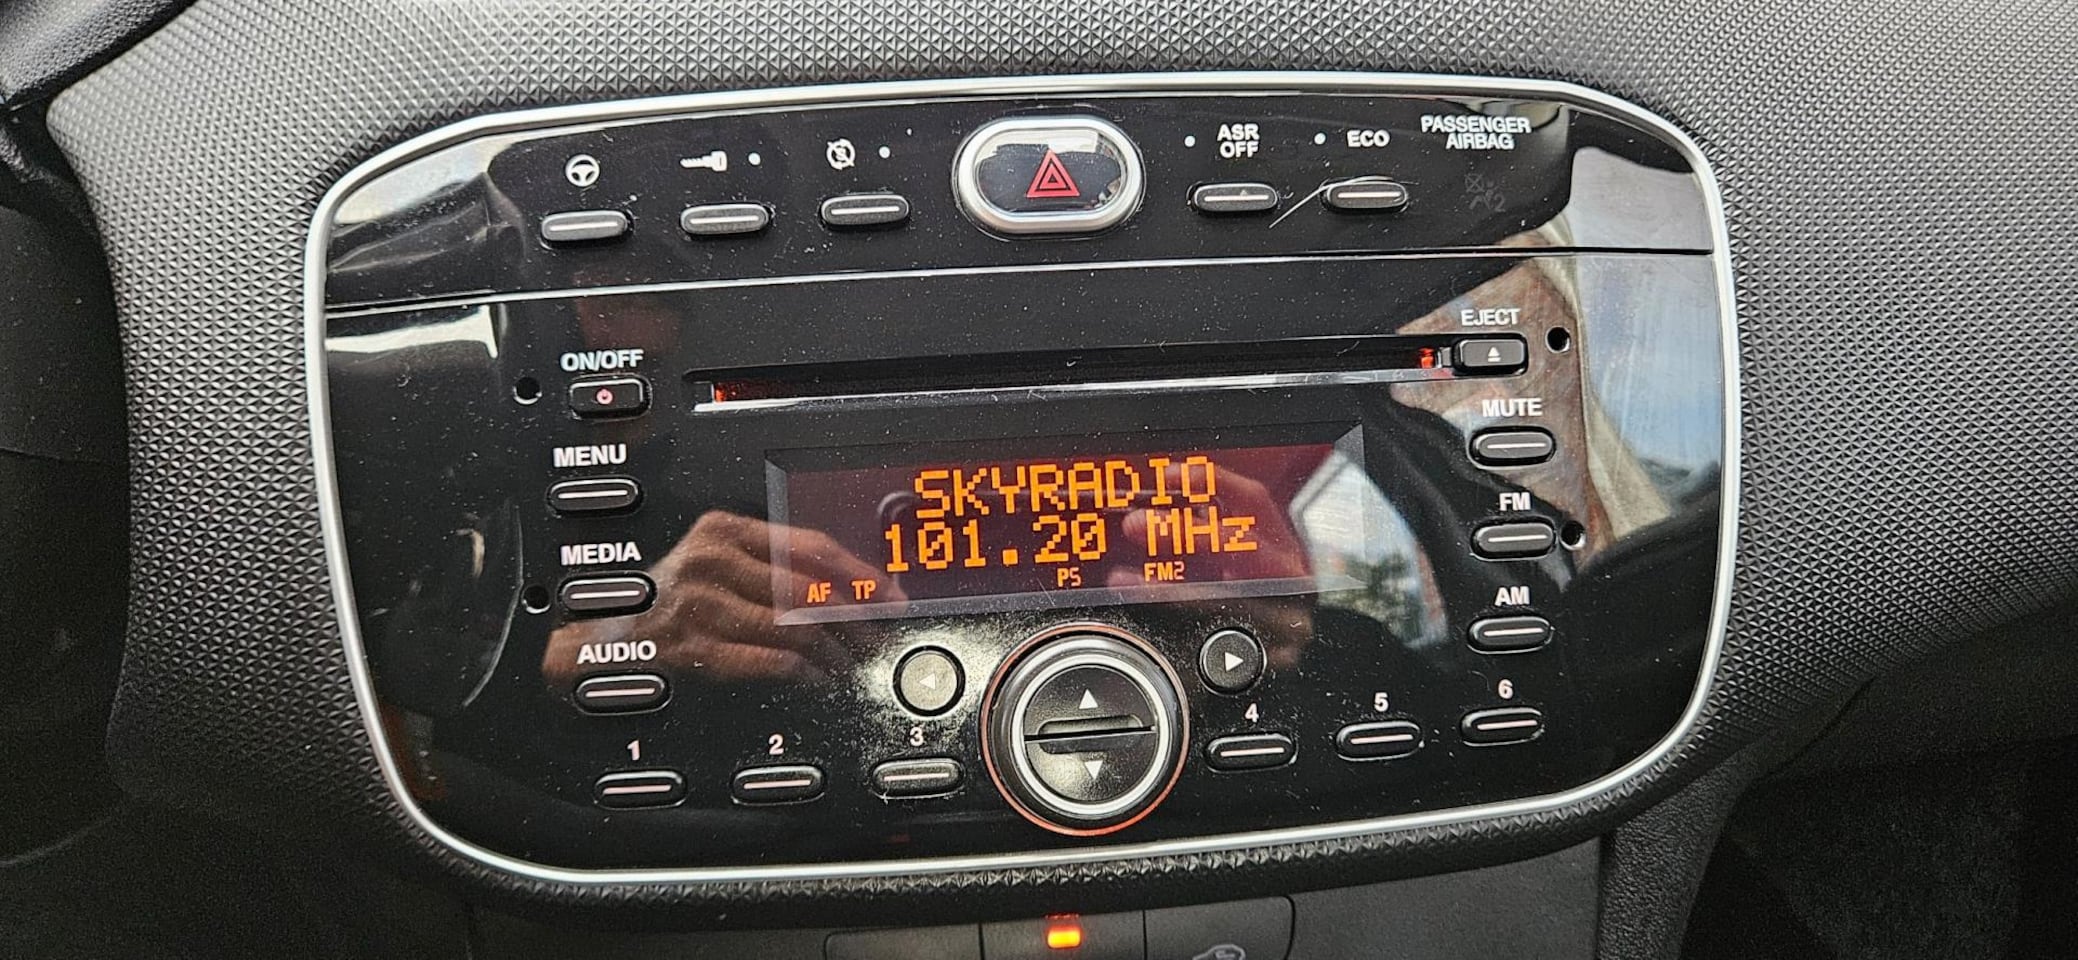 ASR
OFF
ECO
PASSENGER
AIRBAG
2
EJECT
ON/OFF
MUTE
MENU
SKYRADIO
101.20 MHz
AF TP PS FM2
FM
MEDIA
AM
AUDIO
1 2 3 4 5 6